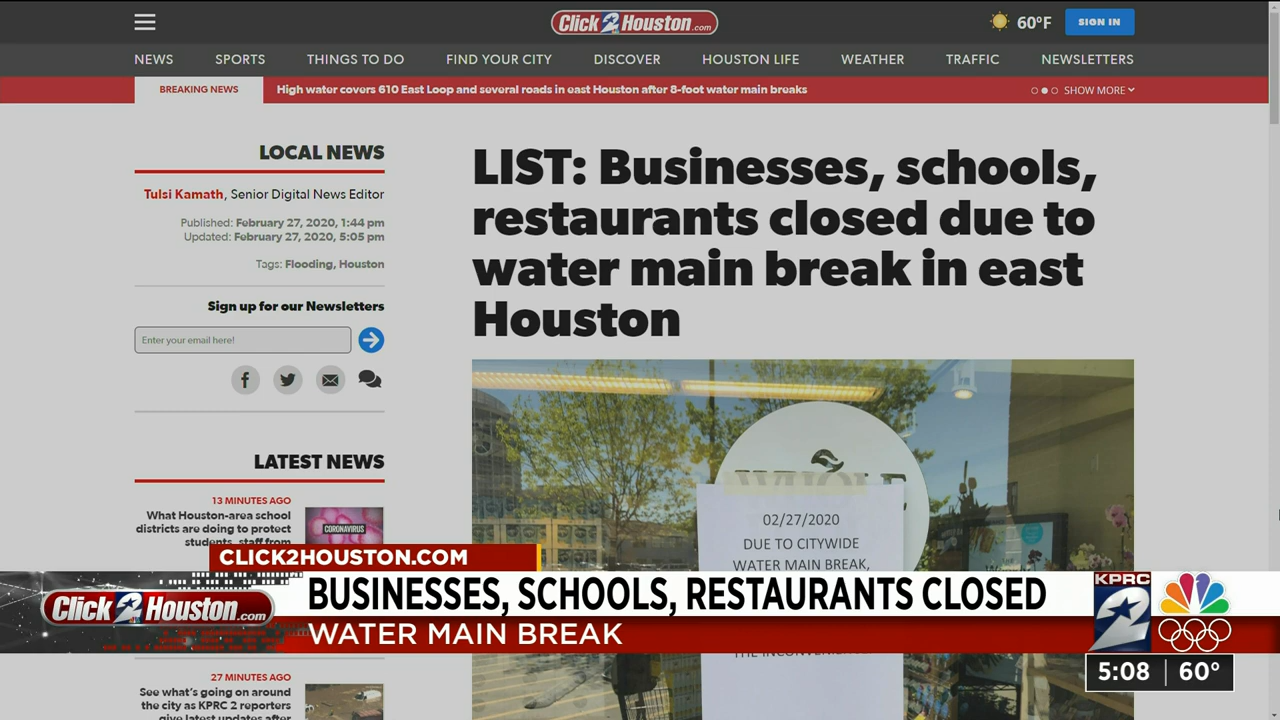 Click2Houston.com
60°F
SIGN IN
NEWS
SPORTS
THINGS TO DO
FIND YOUR CITY
DISCOVER
HOUSTON LIFE
WEATHER
TRAFFIC
NEWSLETTERS
BREAKING NEWS
High water covers 610 East Loop and several roads in east Houston after 8-foot water main breaks
SHOW MORE
LOCAL NEWS
Tulsi Kamath, Senior Digital News Editor
Published: February 27, 2020, 1:44 pm
Updated: February 27, 2020, 5:05 pm
Tags: Flooding, Houston
Sign up for our Newsletters
Enter your email here!
LATEST NEWS
13 MINUTES AGO
What Houston-area school
districts are doing to protect
students, staff from
CORONAVIRUS
27 MINUTES AGO
See what's going on around
the city as KPRC 2 reporters
give latest updates after
LIST: Businesses, schools,
restaurants closed due to
water main break in east
Houston
WHOLE
02/27/2020
DUE TO CITYWIDE
WATER MAIN BREAK,
CLICK2HOUSTON.COM
Click2Houston.com
BUSINESSES, SCHOOLS, RESTAURANTS CLOSED
WATER MAIN BREAK
KPRC
2
5:08
60°